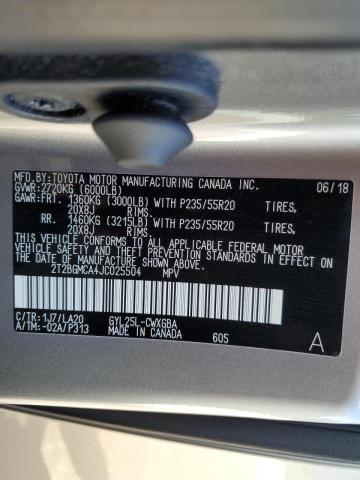 MFD.BY:TOYOTA MOTOR MANUFACTURING CANADA INC. 06/18
GVWR:2720KG (6000LB)
GAWR:FRT. 1360KG (3000LB)WITH P235/55R20 TIRES,
20X8J RIMS.
RR. 1460KG (3215LB)WITH P235/55R20 TIRES,
20X8J RIMS.
THIS VEHICLE CONFORMS TO ALL APPLICABLE FEDERAL MOTOR
VEHICLE SAFETY STANDARDS IN EFFECT ON
THE DATE OF MANUFACTURE SHOWN ABOVE.
2T2BGMCA4JC025504 MPV
C/TR:1J7/LA20 GYL25L-CWXGBA A
A/TM:-02A/P313 MADE IN CANADA 605